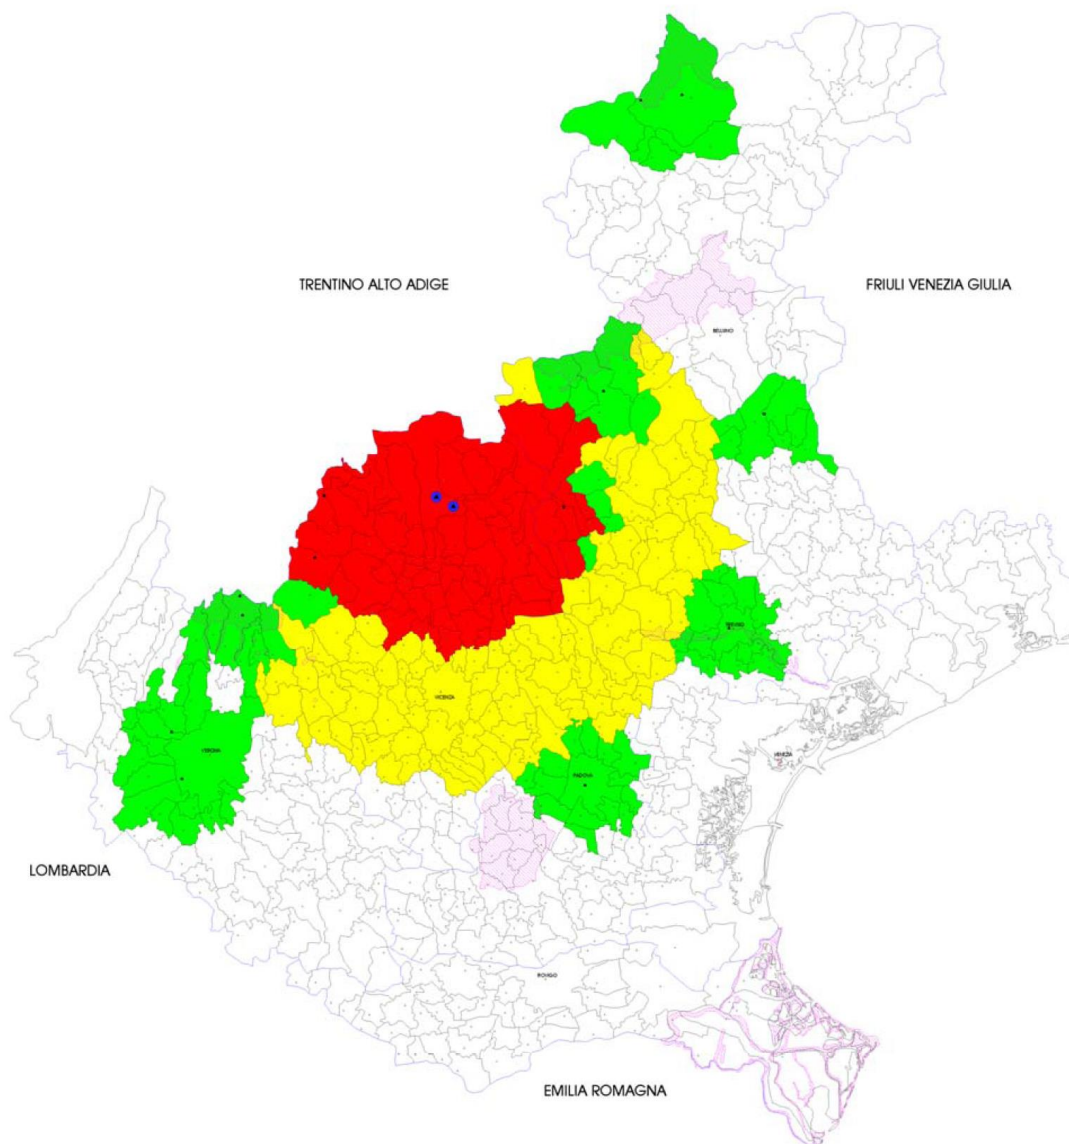 TRENTINO ALTO ADIGE
FRIULI VENEZIA GIULIA
BELLUNO
TREVISO
VICENZA
VERONA
VENEZIA
PADOVA
LOMBARDIA
ROVIGO
EMILIA ROMAGNA